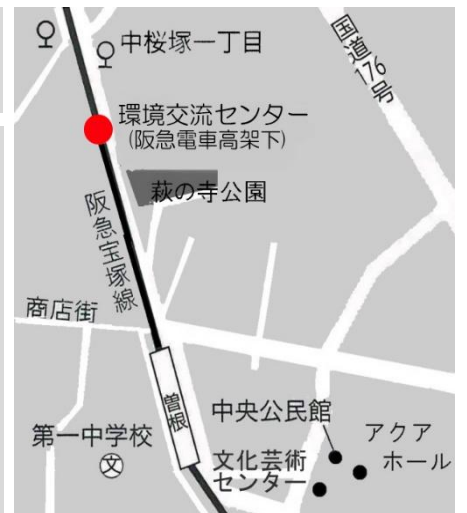 中桜塚一丁目
国道176号
環境交流センター
(阪急電車高架下)
萩の寺公園
阪急宝塚線
商店街
曽根
中央公民館
アクア
ホール
第一中学校
文
文化芸術
センター